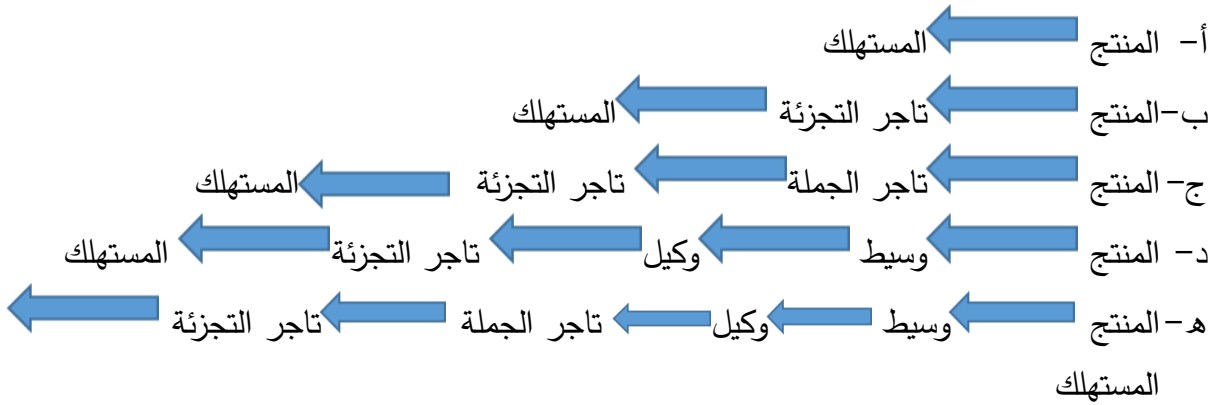 أ- المنتج المستهلك
ب-المنتج تاجر التجزئة المستهلك
ج- المنتج تاجر الجملة تاجر التجزئة المستهلك
د- المنتج وسيط وكيل تاجر التجزئة المستهلك
ه-المنتج وسيط وكيل تاجر الجملة تاجر التجزئة
المستهلك